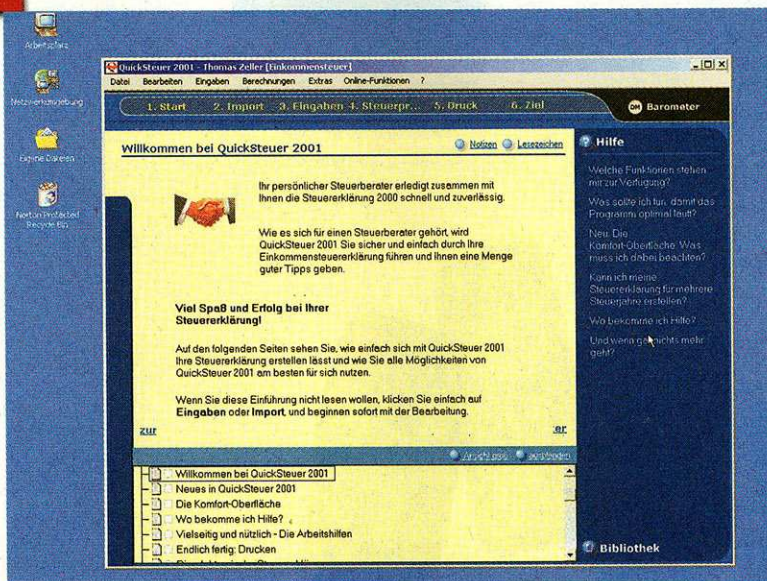 Arbeitsplatz
Netzwerkumgebung
Eigene Dateien
Norton Protected
Recycle Bin
QuickSteuer 2001 - Thomas Zeller [Einkommensteuer]
Datei Bearbeiten Eingaben Berechnungen Extras Online-Funktionen ?
1. Start 2. Import 3. Eingaben 4. Steuerpr... 5. Druck 6. Ziel
DM Barometer
Willkommen bei QuickSteuer 2001
Notizen Lesezeichen
Ihr persönlicher Steuerberater erledigt zusammen mit
Ihnen die Steuererklärung 2000 schnell und zuverlässig.
Wie es sich für einen Steuerberater gehört, wird
QuickSteuer 2001 Sie sicher und einfach durch Ihre
Einkommensteuererklärung führen und Ihnen eine Menge
guter Tipps geben.
Viel Spaß und Erfolg bei Ihrer
Steuererklärung!
Auf den folgenden Seiten sehen Sie, wie einfach sich mit QuickSteuer 2001
Ihre Steuererklärung erstellen lässt und wie Sie alle Möglichkeiten von
QuickSteuer 2001 am besten für sich nutzen.
Wenn Sie diese Einführung nicht lesen wollen, klicken Sie einfach auf
Eingaben oder Import, und beginnen sofort mit der Bearbeitung.
zur er
Willkommen bei QuickSteuer 2001
Neues in QuickSteuer 2001
Die Komfort-Oberfläche
Wo bekomme ich Hilfe?
Vielseitig und nützlich - Die Arbeitshilfen
Endlich fertig: Drucken
? Hilfe
Welche Funktionen stehen
mir zur Verfügung?
Was sollte ich tun, damit das
Programm optimal läuft?
Neu: Die
Komfort-Oberfläche. Was
muss ich dabei beachten?
Kann ich meine
Steuererklärung für mehrere
Steuerjahre erstellen?
Wo bekomme ich Hilfe?
Und wenn gar nichts mehr
geht?
Bibliothek